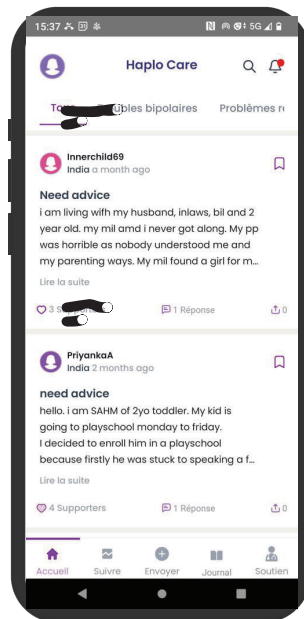 15:37 31 5G
Haplo Care
bipolaires Problèmes
Innerchild69
India a month ago
Need advice
i am living wifh my husband, inlaws, bil and 2
year old. my mil amd i never got along. My pp
was horrible as nobody understood me and
my parenting ways. My mil found a girl for m...
Lire la suite
3 1 Réponse 0
PriyankaA
India 2 months ago
need advice
hello. i am SAHM of 2yo toddler. My kid is
going to playschool monday to friday.
I decided to enroll him in a playschool
because firstly he was stuck to speaking a f...
Lire la suite
4 Supporters 1 Réponse 0
Accueil Suivre Envoyer Journal Soutien